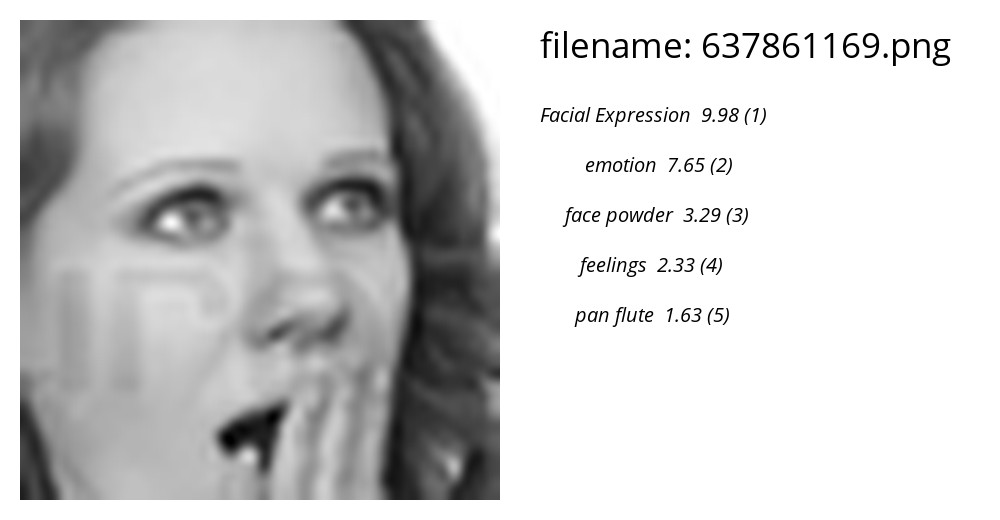 filename: 637861169.png
Facial Expression 9.98 (1)
emotion 7.65 (2)
face powder 3.29 (3)
feelings 2.33 (4)
pan flute 1.63 (5)